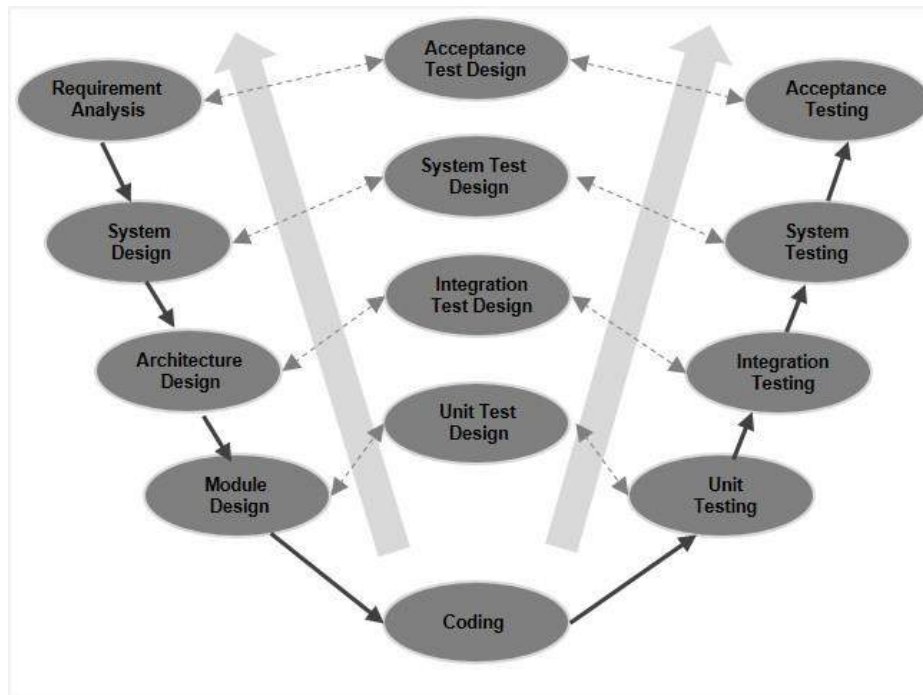 Acceptance
Test Design
Requirement
Analysis
Acceptance
Testing
System Test
Design
System
Design
System
Testing
Integration
Test Design
Architecture
Design
Integration
Testing
Unit Test
Design
Module
Design
Unit
Testing
Coding